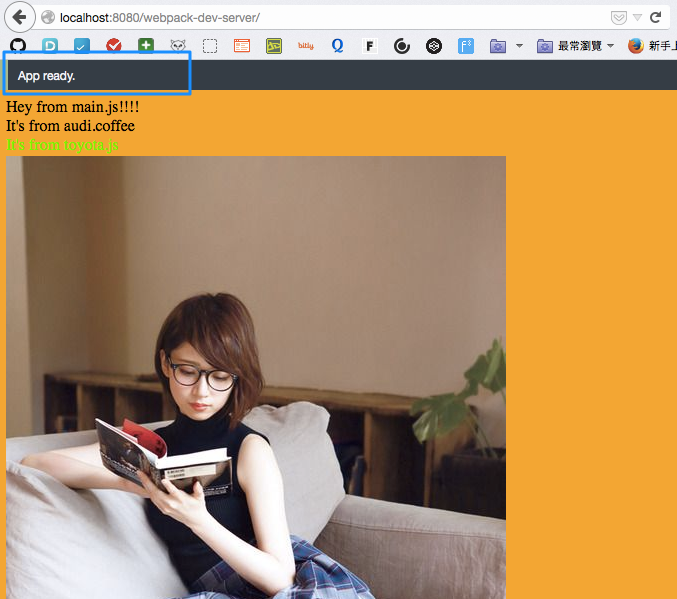 localhost:8080/webpack-dev-server/
bitly
Q
F
最常瀏覽
新手上
App ready.
Hey from main.js!!!!
It's from audi.coffee
It's from toyota.js